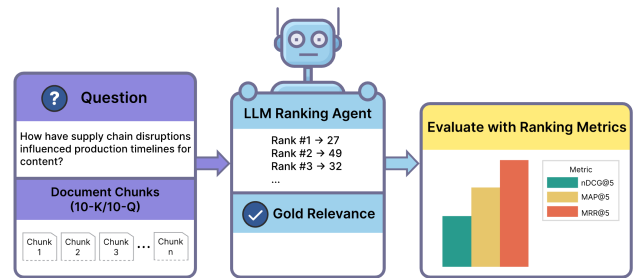 ?
Question
How have supply chain disruptions
influenced production timelines for
content?
Document Chunks
(10-K/10-Q)
Chunk
1
Chunk
2
Chunk
3
...
Chunk
n
LLM Ranking Agent
Rank #1 → 27
Rank #2 → 49
Rank #3 → 32
...
Gold Relevance
Evaluate with Ranking Metrics
Metric
nDCG@5
MAP@5
MRR@5